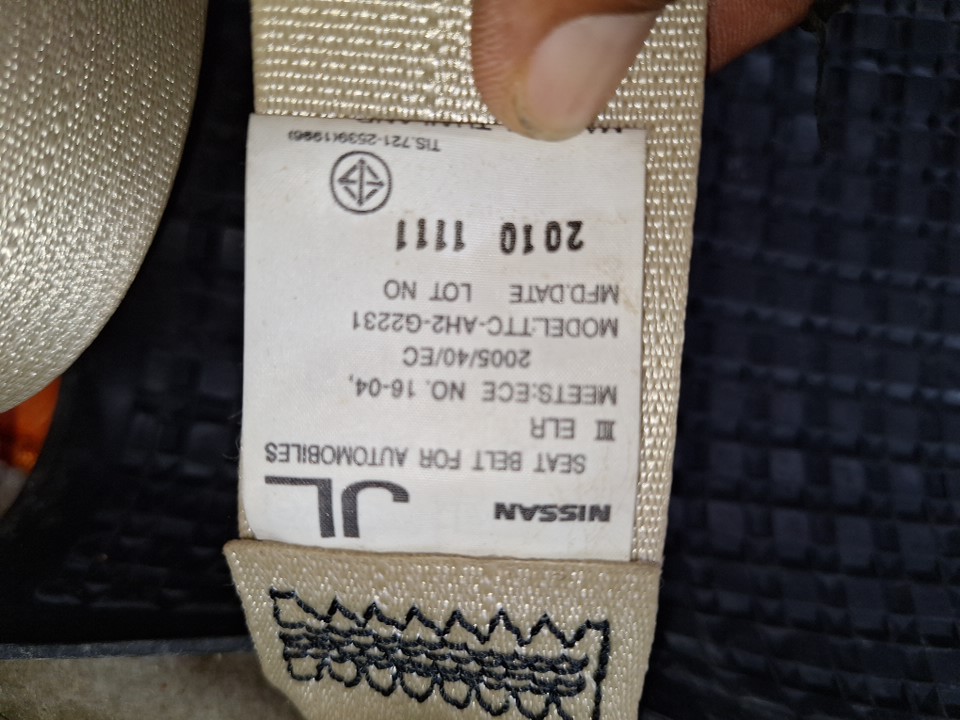 NISSAN JL
SEAT BELT FOR AUTOMOBILES
III ELR
MEETS:ECE NO. 16-04,
2005/40/EC
MODEL:TTC-AH2-G2231
MFD.DATE LOT NO
2010 1111
TIS.721-2539(1996)